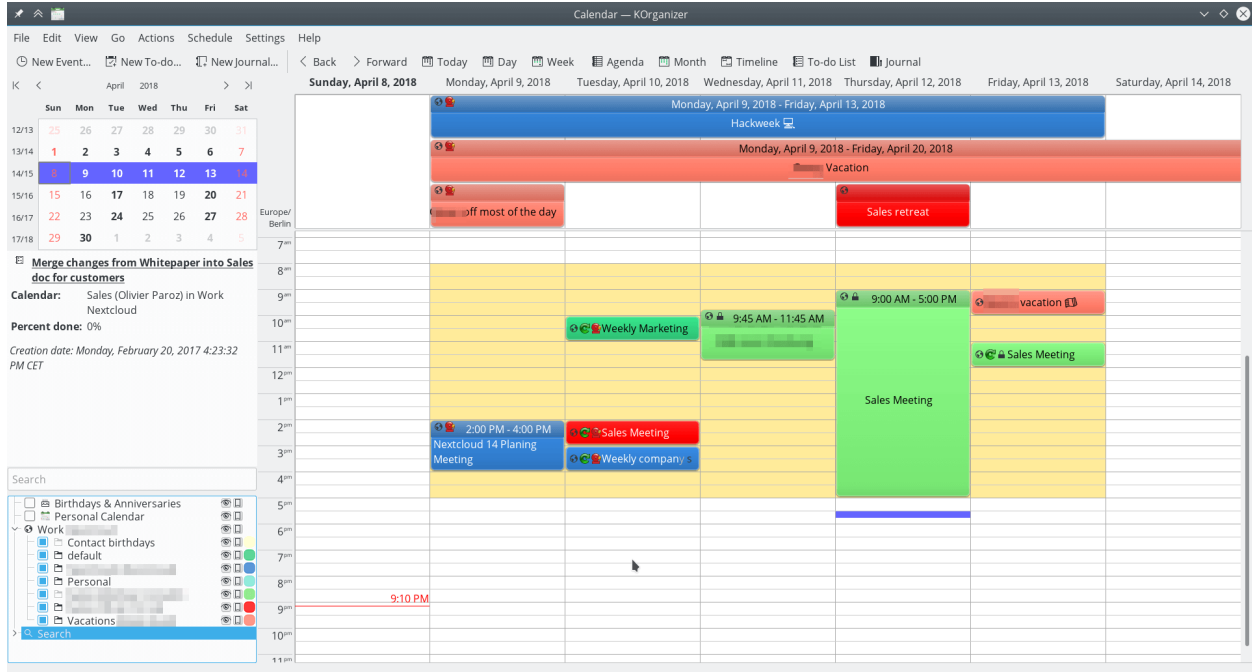 Calendar — KOrganizer
File Edit View Go Actions Schedule Settings Help
New Event... New To-do... New Journal... Back Forward Today Day Week Agenda Month Timeline To-do List Journal
April 2018
Sun Mon Tue Wed Thu Fri Sat
12/13 25 26 27 28 29 30 31
13/14 1 2 3 4 5 6 7
14/15 8 9 10 11 12 13 14
15/16 15 16 17 18 19 20 21
16/17 22 23 24 25 26 27 28
17/18 29 30 1 2 3 4 5
Merge changes from Whitepaper into Sales
doc for customers
Calendar: Sales (Olivier Paroz) in Work
Nextcloud
Percent done: 0%
Creation date: Monday, February 20, 2017 4:23:32
PM CET
Search
Birthdays & Anniversaries
Personal Calendar
Work
Contact birthdays
default
Personal
Vacations
Search
Sunday, April 8, 2018 Monday, April 9, 2018 Tuesday, April 10, 2018 Wednesday, April 11, 2018 Thursday, April 12, 2018 Friday, April 13, 2018 Saturday, April 14, 2018
Monday, April 9, 2018 - Friday, April 13, 2018
Hackweek
Monday, April 9, 2018 - Friday, April 20, 2018
Vacation
off most of the day
Sales retreat
Europe/
Berlin
7am
8am
9am
10am
11am
12pm
1pm
2pm
3pm
4pm
5pm
6pm
7pm
8pm
9pm
10pm
11pm
9:00 AM - 5:00 PM
vacation
9:45 AM - 11:45 AM
Weekly Marketing
Sales Meeting
Sales Meeting
2:00 PM - 4:00 PM
Nextcloud 14 Planing
Meeting
Sales Meeting
Weekly company s
9:10 PM